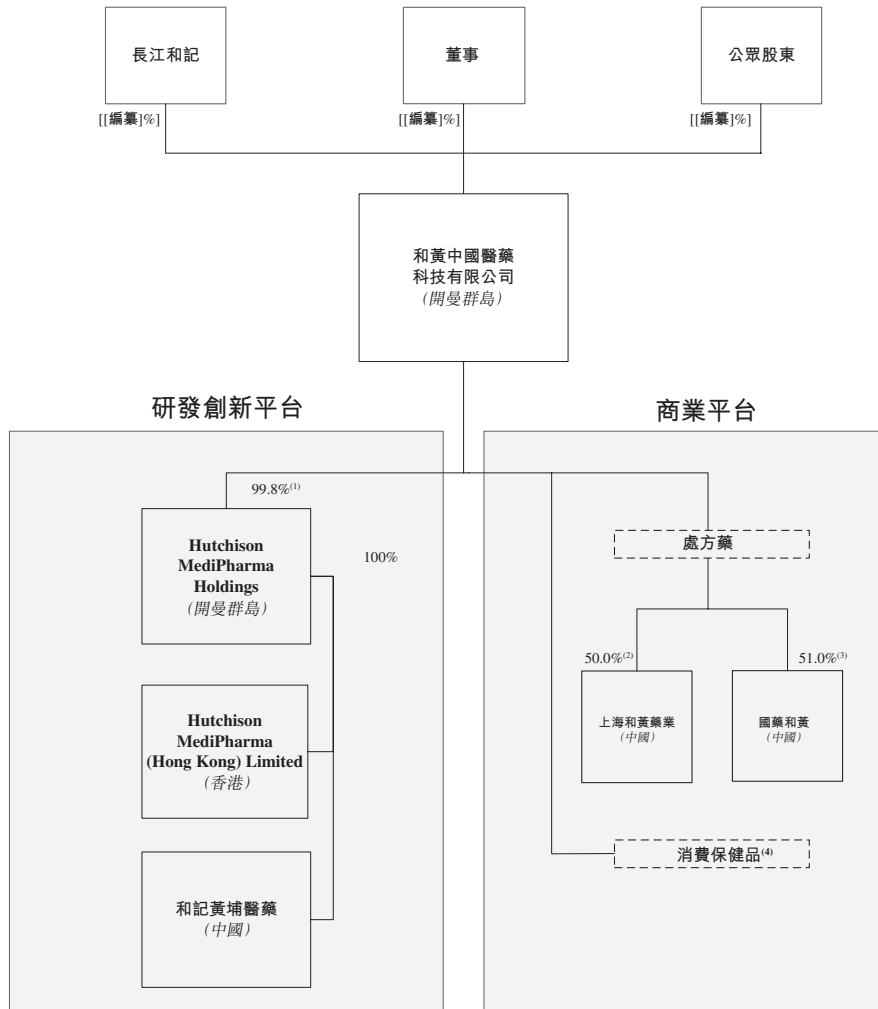 長江和記
董事
公眾股東
[[編纂]%]
[[編纂]%]
[[編纂]%]
和黃中國醫藥
科技有限公司
(開曼群島)
研發創新平台
商業平台
99.8%(1)
Hutchison
MediPharma
Holdings
(開曼群島)
100%
處方藥
50.0%(2)
51.0%(3)
上海和黃藥業
(中國)
國藥和黃
(中國)
Hutchison
MediPharma
(Hong Kong) Limited
(香港)
消費保健品(4)
和記黃埔醫藥
(中國)